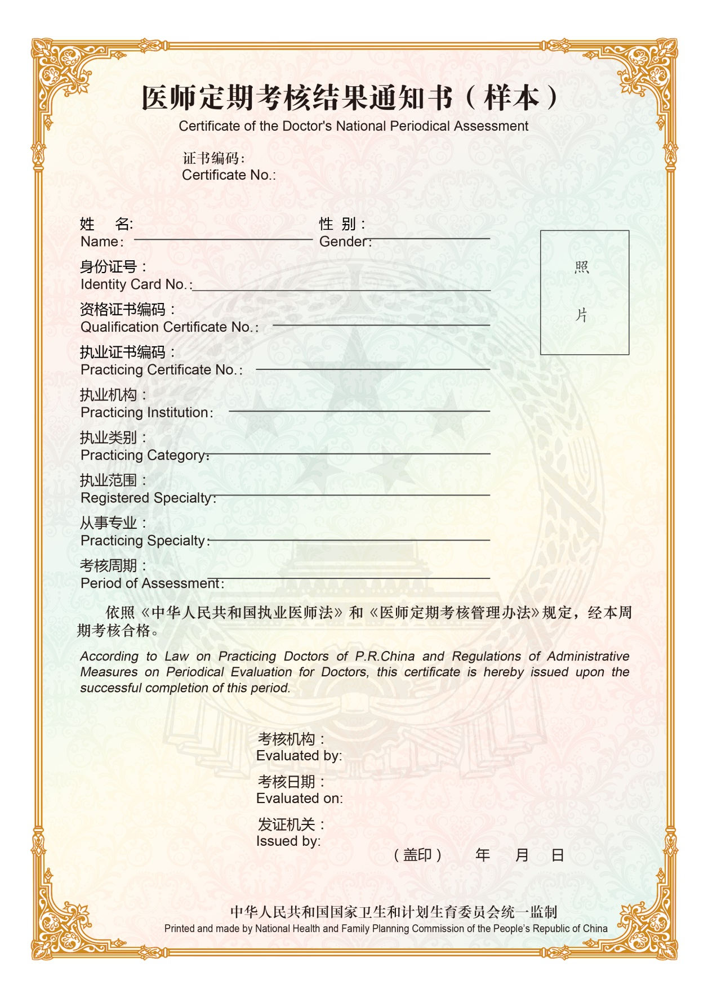 医师定期考核结果通知书（样本）
Certificate of the Doctor's National Periodical Assessment
证书编码：
Certificate No.:
姓 名: 性 别：
Name： Gender：
照
身份证号：
Identity Card No.：
资格证书编码：
片
Qualification Certificate No.：
执业证书编码：
Practicing Certificate No.：
执业机构：
Practicing Institution：
执业类别：
Practicing Category：
执业范围：
Registered Specialty：
从事专业：
Practicing Specialty：
考核周期：
Period of Assessment：
依照《中华人民共和国执业医师法》和《医师定期考核管理办法》规定，经本周
期考核合格。
According to Law on Practicing Doctors of P.R.China and Regulations of Administrative
Measures on Periodical Evaluation for Doctors, this certificate is hereby issued upon the
successful completion of this period.
考核机构：
Evaluated by:
考核日期：
Evaluated on:
发证机关：
Issued by:
（盖印） 年 月 日
中华人民共和国国家卫生和计划生育委员会统一监制
Printed and made by National Health and Family Planning Commission of the People’s Republic of China